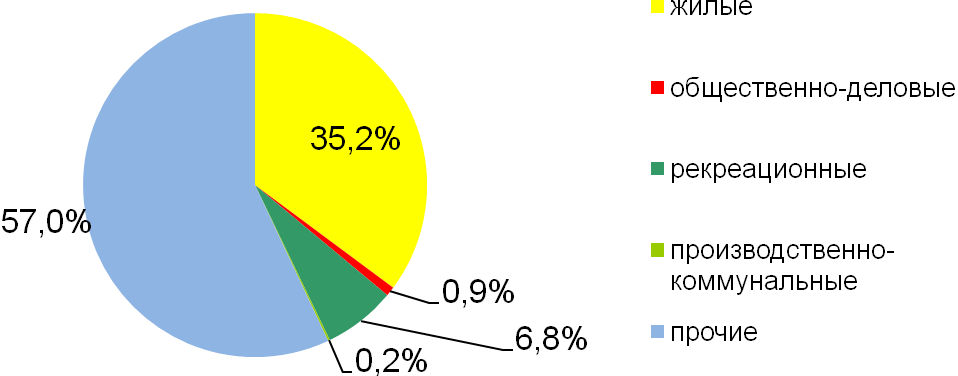 жилые
35,2%
общественно-деловые
рекреационные
57,0%
производственно-
коммунальные
0,9%
6,8%
прочие
0,2%